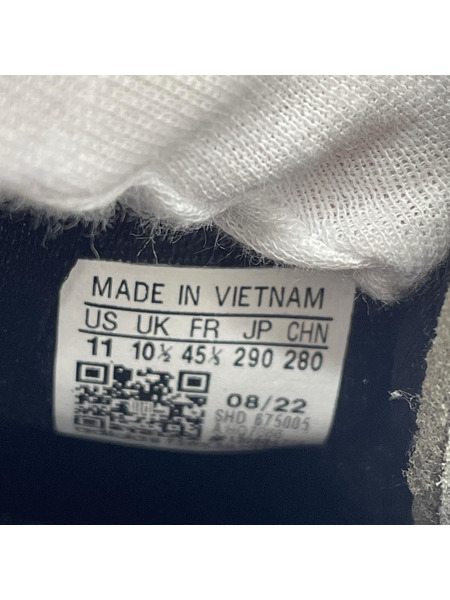 MADE IN VIETNAM
US UK FR JP CHN
11 10½ 45⅓ 290 280
08/22
SHD 675005